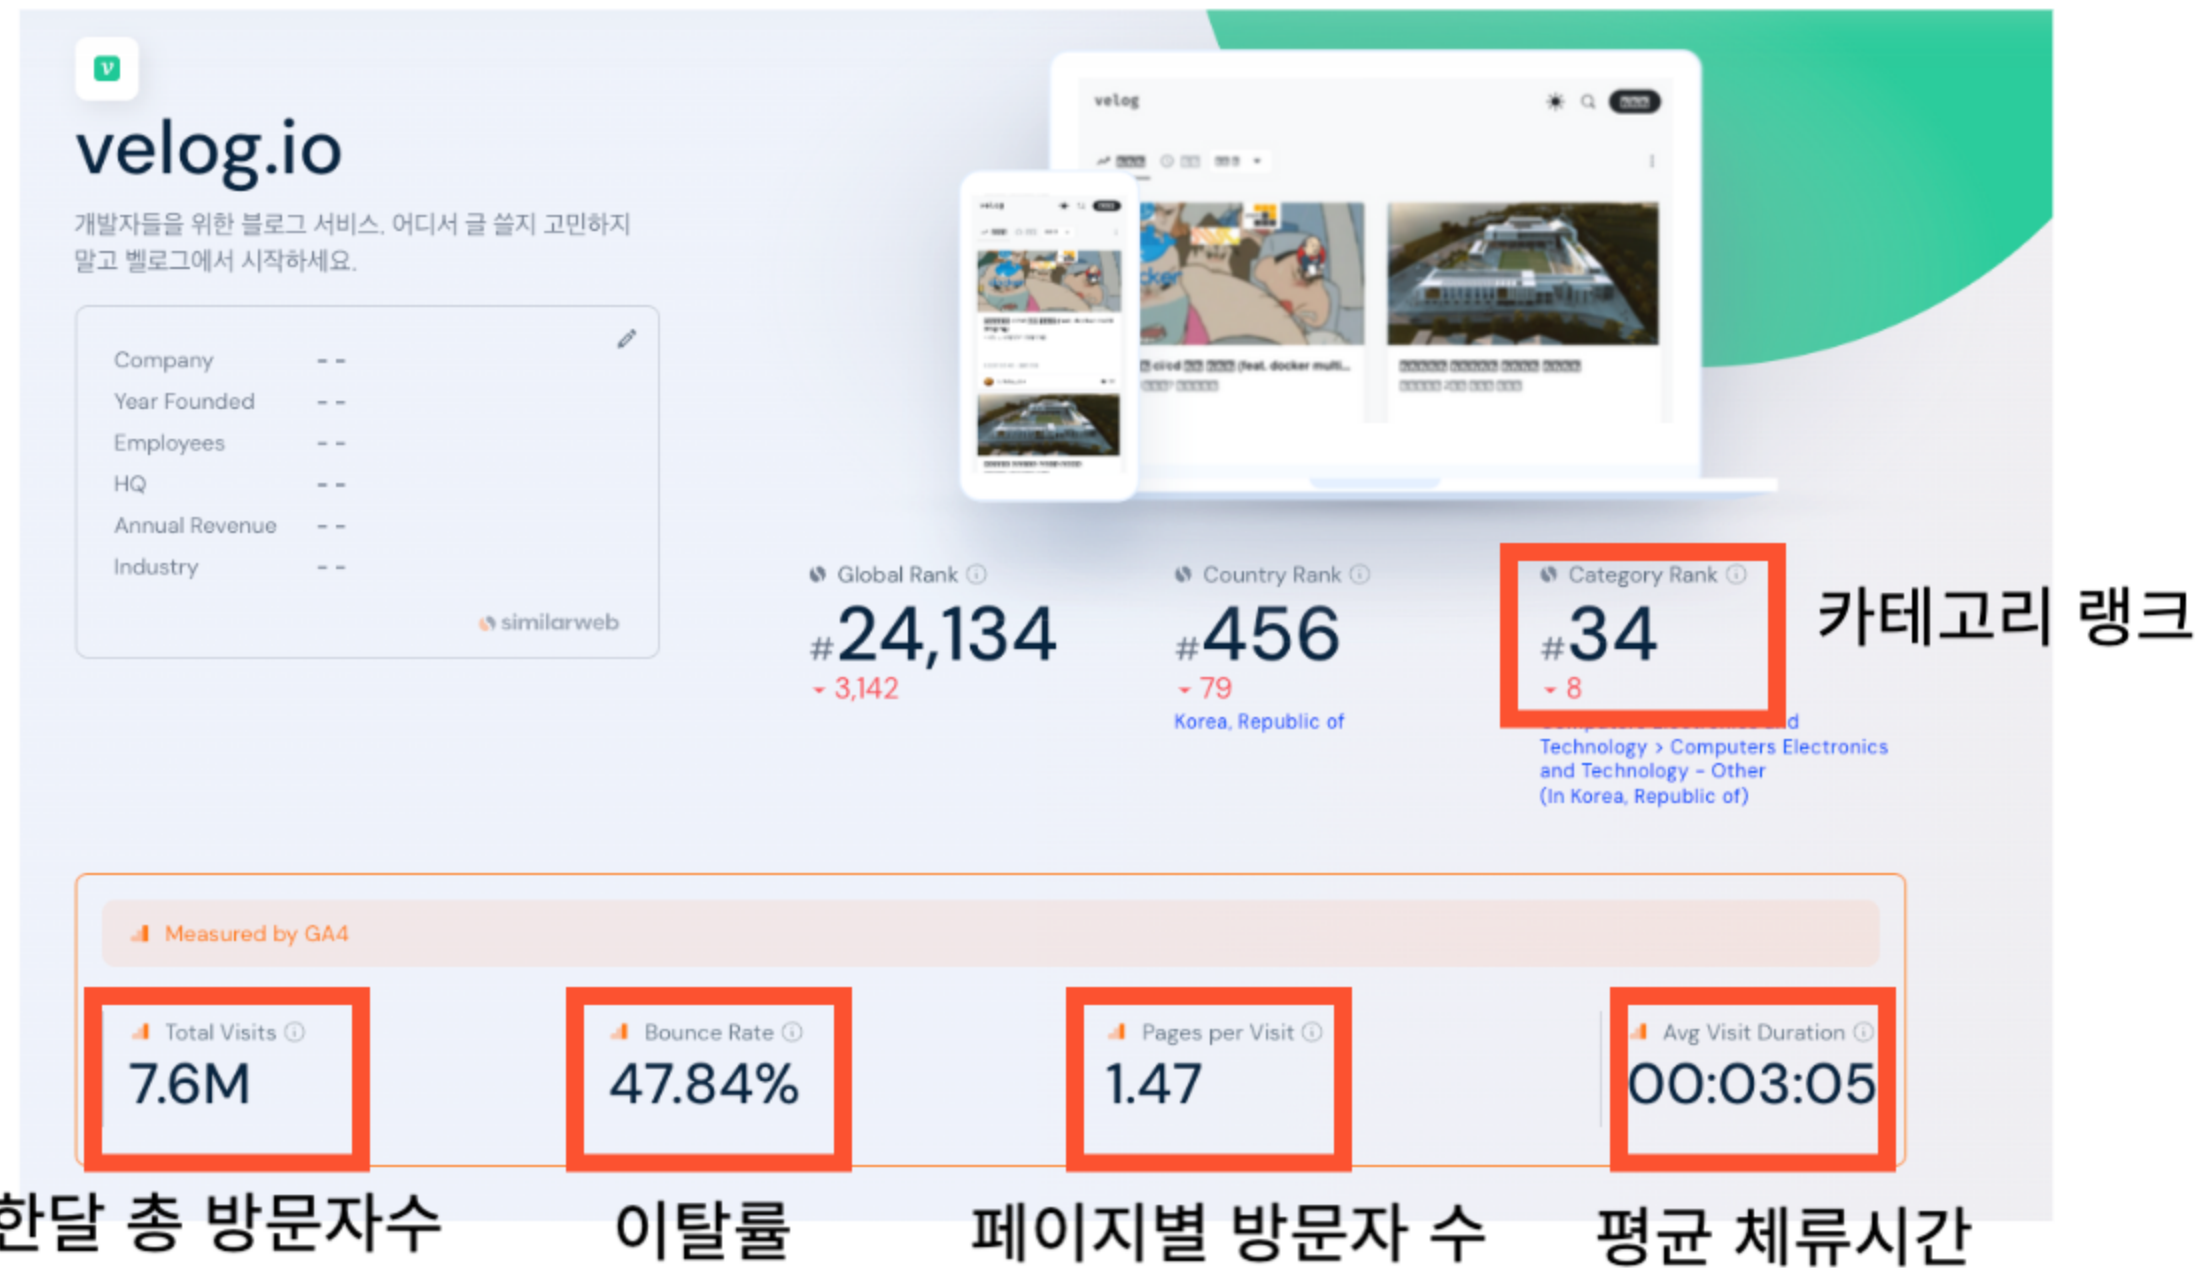 velog.io
개발자들을 위한 블로그 서비스. 어디서 글 쓸지 고민하지
말고 벨로그에서 시작하세요.
Company - -
Year Founded - -
Employees - -
HQ - -
Annual Revenue - -
Industry - -
similarweb
velog
ci/cd (feat. docker multi...
Global Rank
#24,134
3,142
Country Rank
#456
79
Korea, Republic of
Category Rank
#34
8
Technology > Computers Electronics
and Technology - Other
(In Korea, Republic of)
카테고리 랭크
Measured by GA4
Total Visits
7.6M
Bounce Rate
47.84%
Pages per Visit
1.47
Avg Visit Duration
00:03:05
한달 총 방문자수
이탈률
페이지별 방문자 수
평균 체류시간